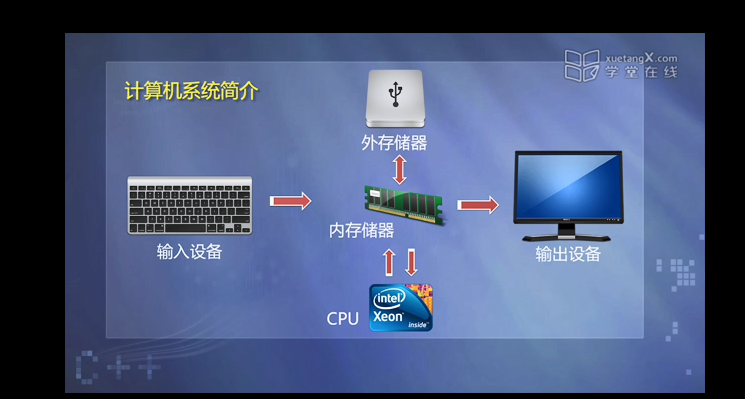 xuetangX.com
学堂在线
计算机系统简介
外存储器
内存储器
输入设备
输出设备
CPU
intel
Xeon
inside
C++